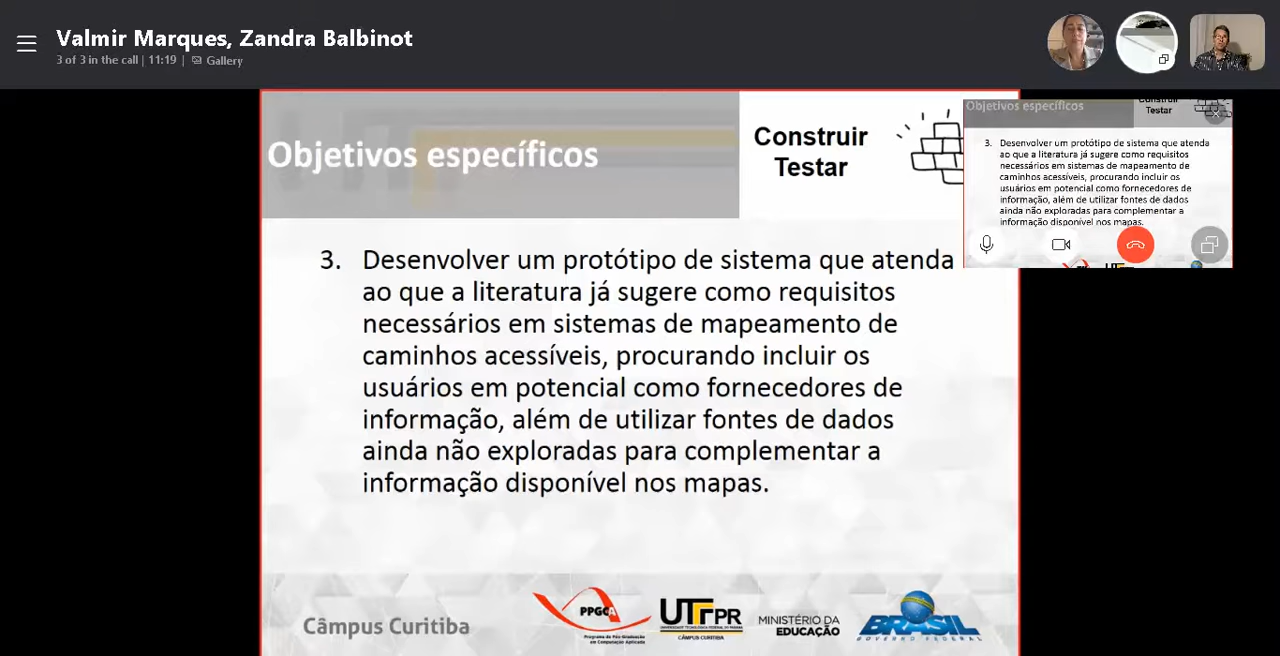 Valmir Marques, Zandra Balbinot
3 of 3 in the call | 11:19 | Gallery
Objetivos específicos
Construir
Testar
3. Desenvolver um protótipo de sistema que atenda
ao que a literatura já sugere como requisitos
necessários em sistemas de mapeamento de
caminhos acessíveis, procurando incluir os
usuários em potencial como fornecedores de
informação, além de utilizar fontes de dados
ainda não exploradas para complementar a
informação disponível nos mapas.
Objetivos específicos
Construir
Testar
3. Desenvolver um protótipo de sistema que atenda
ao que a literatura já sugere como requisitos
necessários em sistemas de mapeamento de
caminhos acessíveis, procurando incluir os
usuários em potencial como fornecedores de
informação, além de utilizar fontes de dados
ainda não exploradas para complementar a
informação disponível nos mapas.
Câmpus Curitiba
PPGCA
Programa de Pós-Graduação
em Computação Aplicada
UTFPR
UNIVERSIDADE TECNOLÓGICA FEDERAL DO PARANÁ
CÂMPUS CURITIBA
MINISTÉRIO DA
EDUCAÇÃO
BRASIL
GOVERNO FEDERAL